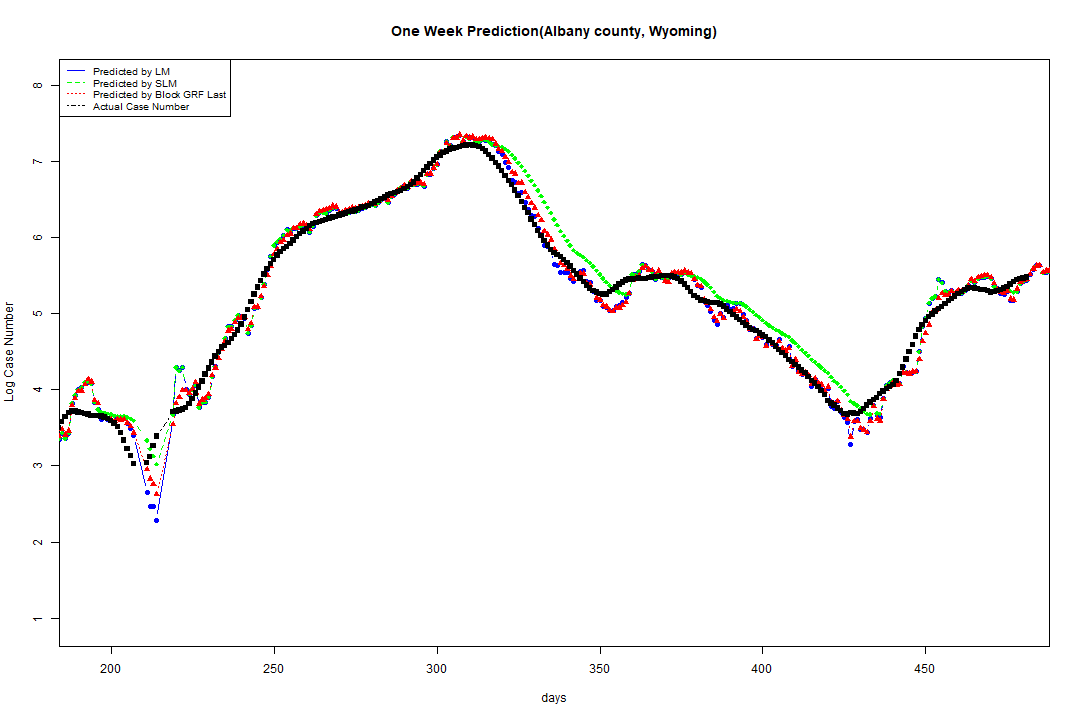 One Week Prediction(Albany county, Wyoming)
Predicted by LM
Predicted by SLM
Predicted by Block GRF Last
Actual Case Number
Log Case Number
8
7
6
5
4
3
2
1
200
250
300
350
400
450
days